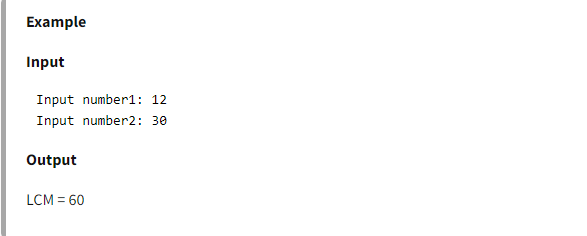 Example
Input
Input number1: 12
Input number2: 30
Output
LCM = 60